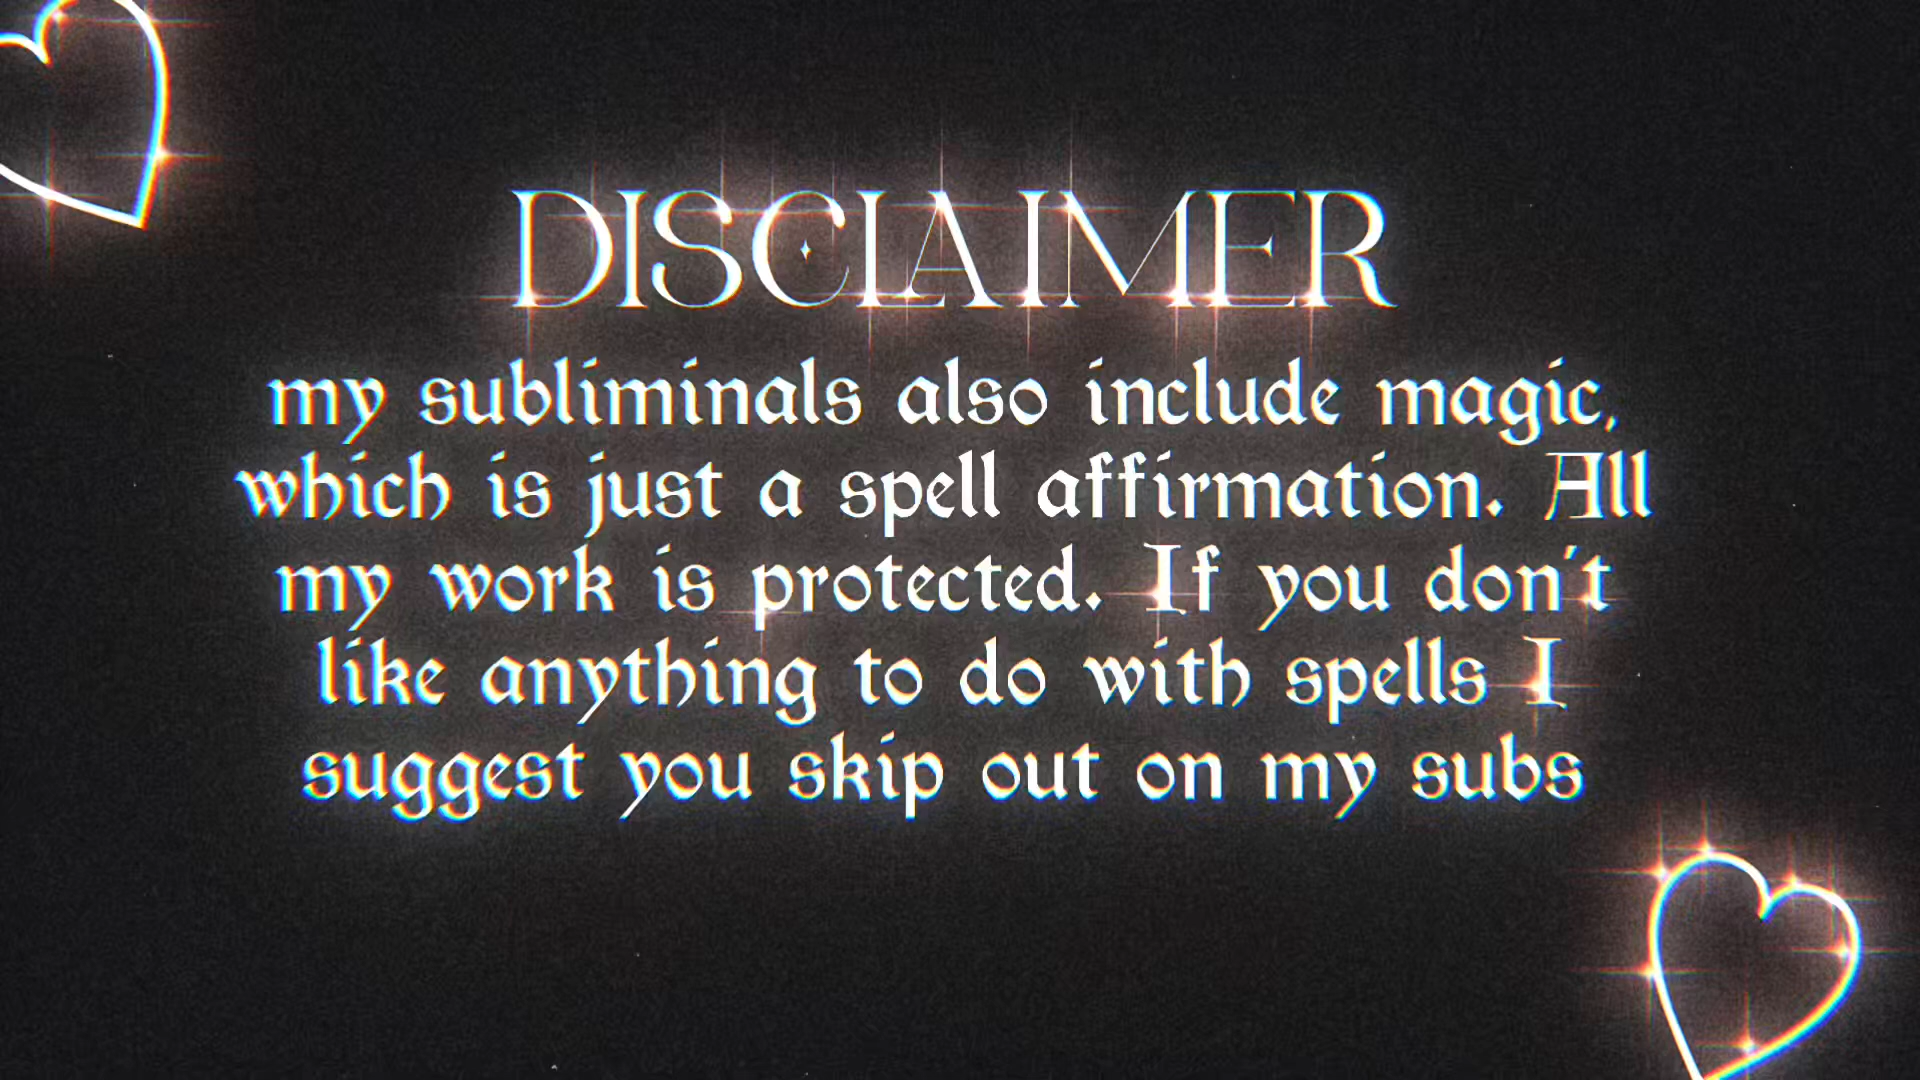 DISCLAIMER
my subliminals also include magic,
which is just a spell affirmation. All
my work is protected. If you don't
like anything to do with spells I
suggest you skip out on my subs